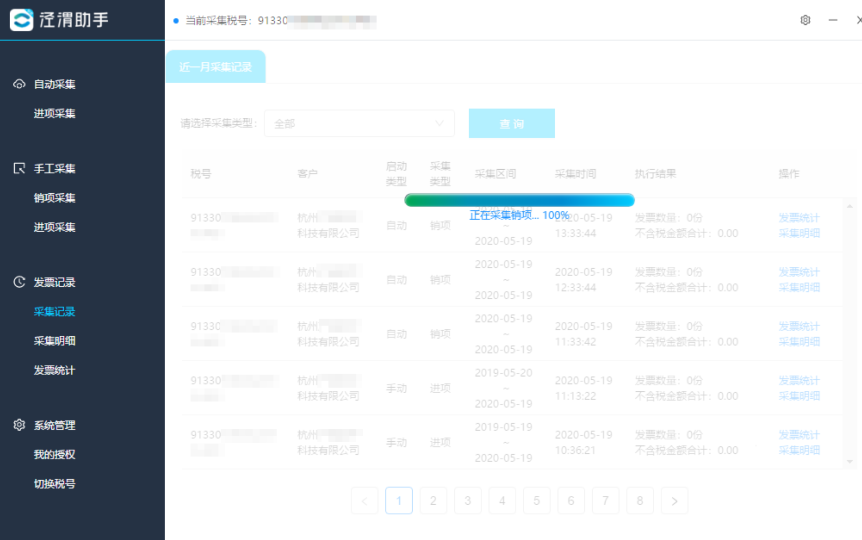 泾渭助手
当前采集税号：91330
自动采集
进项采集
手工采集
销项采集
进项采集
发票记录
采集记录
采集明细
发票统计
系统管理
我的授权
切换税号
近一月采集记录
请选择采集类型： 全部 查 询
税号 客户 启动类型 采集类型 采集区间 采集时间 执行结果 操作
正在采集销项... 100%
91330 杭州 自动 销项 2020-05-19 发票数量：0份 发票统计
科技有限公司 ~ 2020-05-19 13:33:44 不含税金额合计：0.00 采集明细
91330 杭州 自动 销项 2020-05-19 2020-05-19 发票数量：0份 发票统计
科技有限公司 ~ 2020-05-19 12:33:44 不含税金额合计：0.00 采集明细
91330 杭州 自动 销项 2020-05-19 2020-05-19 发票数量：0份 发票统计
科技有限公司 ~ 2020-05-19 11:33:42 不含税金额合计：0.00 采集明细
91330 杭州 手动 进项 2019-05-20 2020-05-19 发票数量：0份 发票统计
科技有限公司 ~ 2020-05-19 11:13:22 不含税金额合计：0.00 采集明细
91330 杭州 手动 进项 2019-05-19 2020-05-19 发票数量：0份 发票统计
科技有限公司 ~ 2020-05-19 10:36:21 不含税金额合计：0.00 采集明细
< 1 2 3 4 5 6 7 8 >